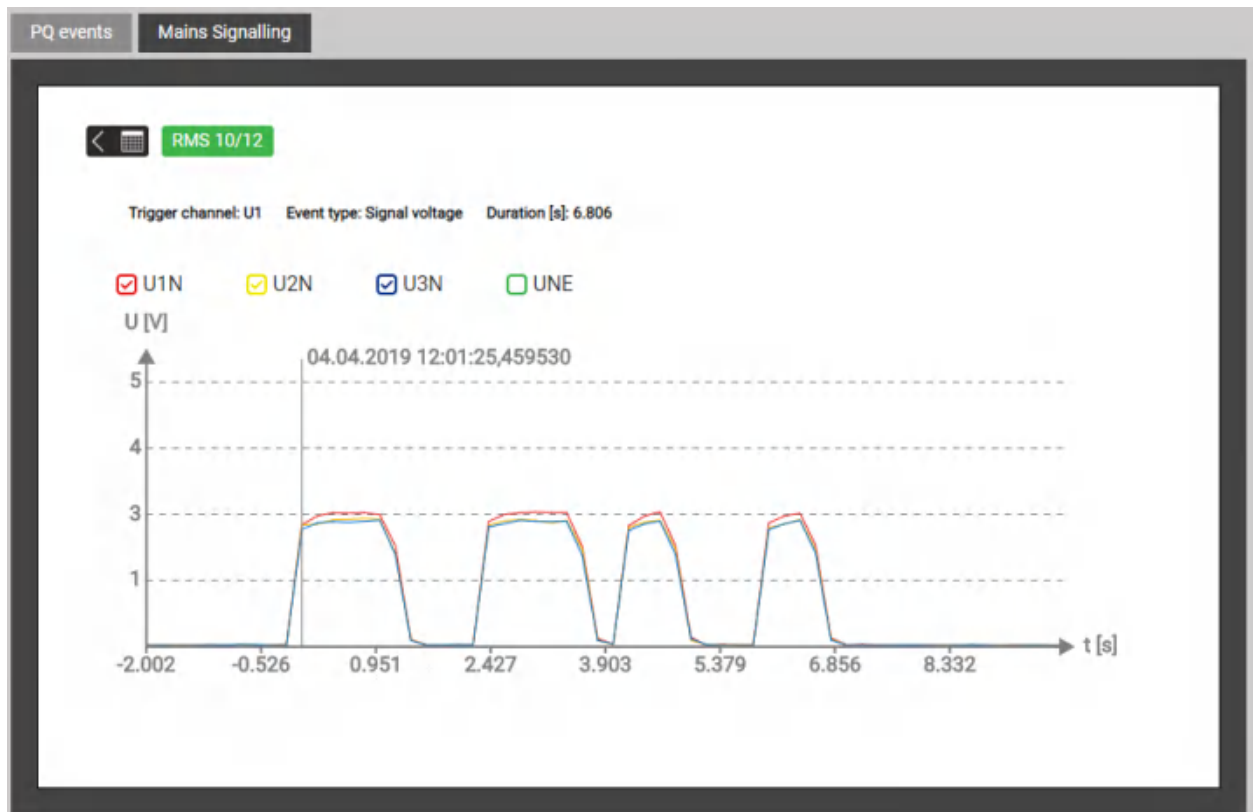 PQ events Mains Signalling
RMS 10/12
Trigger channel: U1 Event type: Signal voltage Duration [s]: 6.806
U1N U2N U3N UNE
U [V]
04.04.2019 12:01:25,459530
5
4
3
1
-2.002 -0.526 0.951 2.427 3.903 5.379 6.856 8.332 t [s]